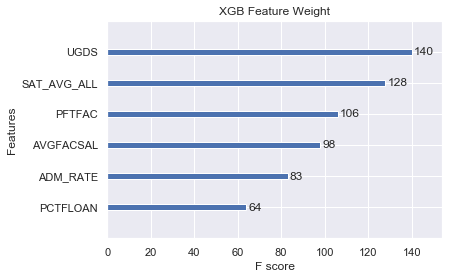 XGB Feature Weight
Features
UGDS 140
SAT_AVG_ALL 128
PFTFAC 106
AVGFACSAL 98
ADM_RATE 83
PCTFLOAN 64
0 20 40 60 80 100 120 140
F score